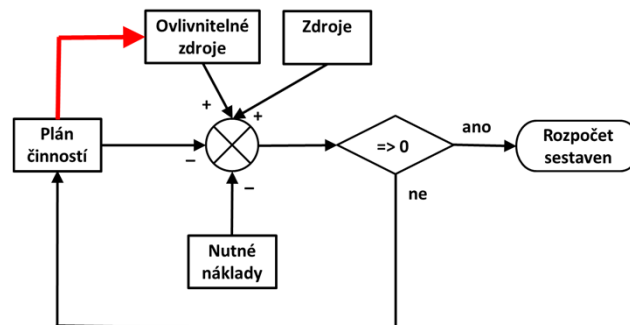 Ovlivnitelné
zdroje
Zdroje
+
+
Plán
činností
–
–
=> 0
ano
ne
Rozpočet
sestaven
Nutné
náklady